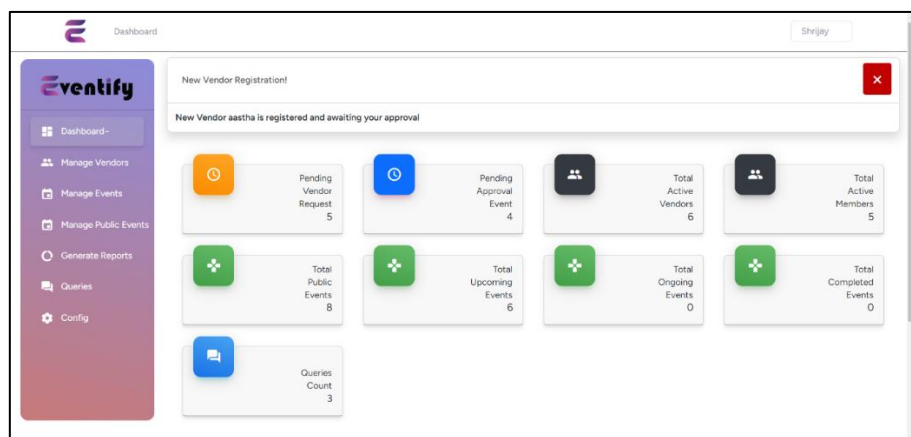 Dashboard
Shrijay
Eventify
Dashboard-
Manage Vendors
Manage Events
Manage Public Events
Generate Reports
Queries
Config
New Vendor Registration!
New Vendor aastha is registered and awaiting your approval
Pending
Vendor
Request
5
Pending
Approval
Event
4
Total
Active
Vendors
6
Total
Active
Members
5
Total
Public
Events
8
Total
Upcoming
Events
6
Total
Ongoing
Events
0
Total
Completed
Events
0
Queries
Count
3